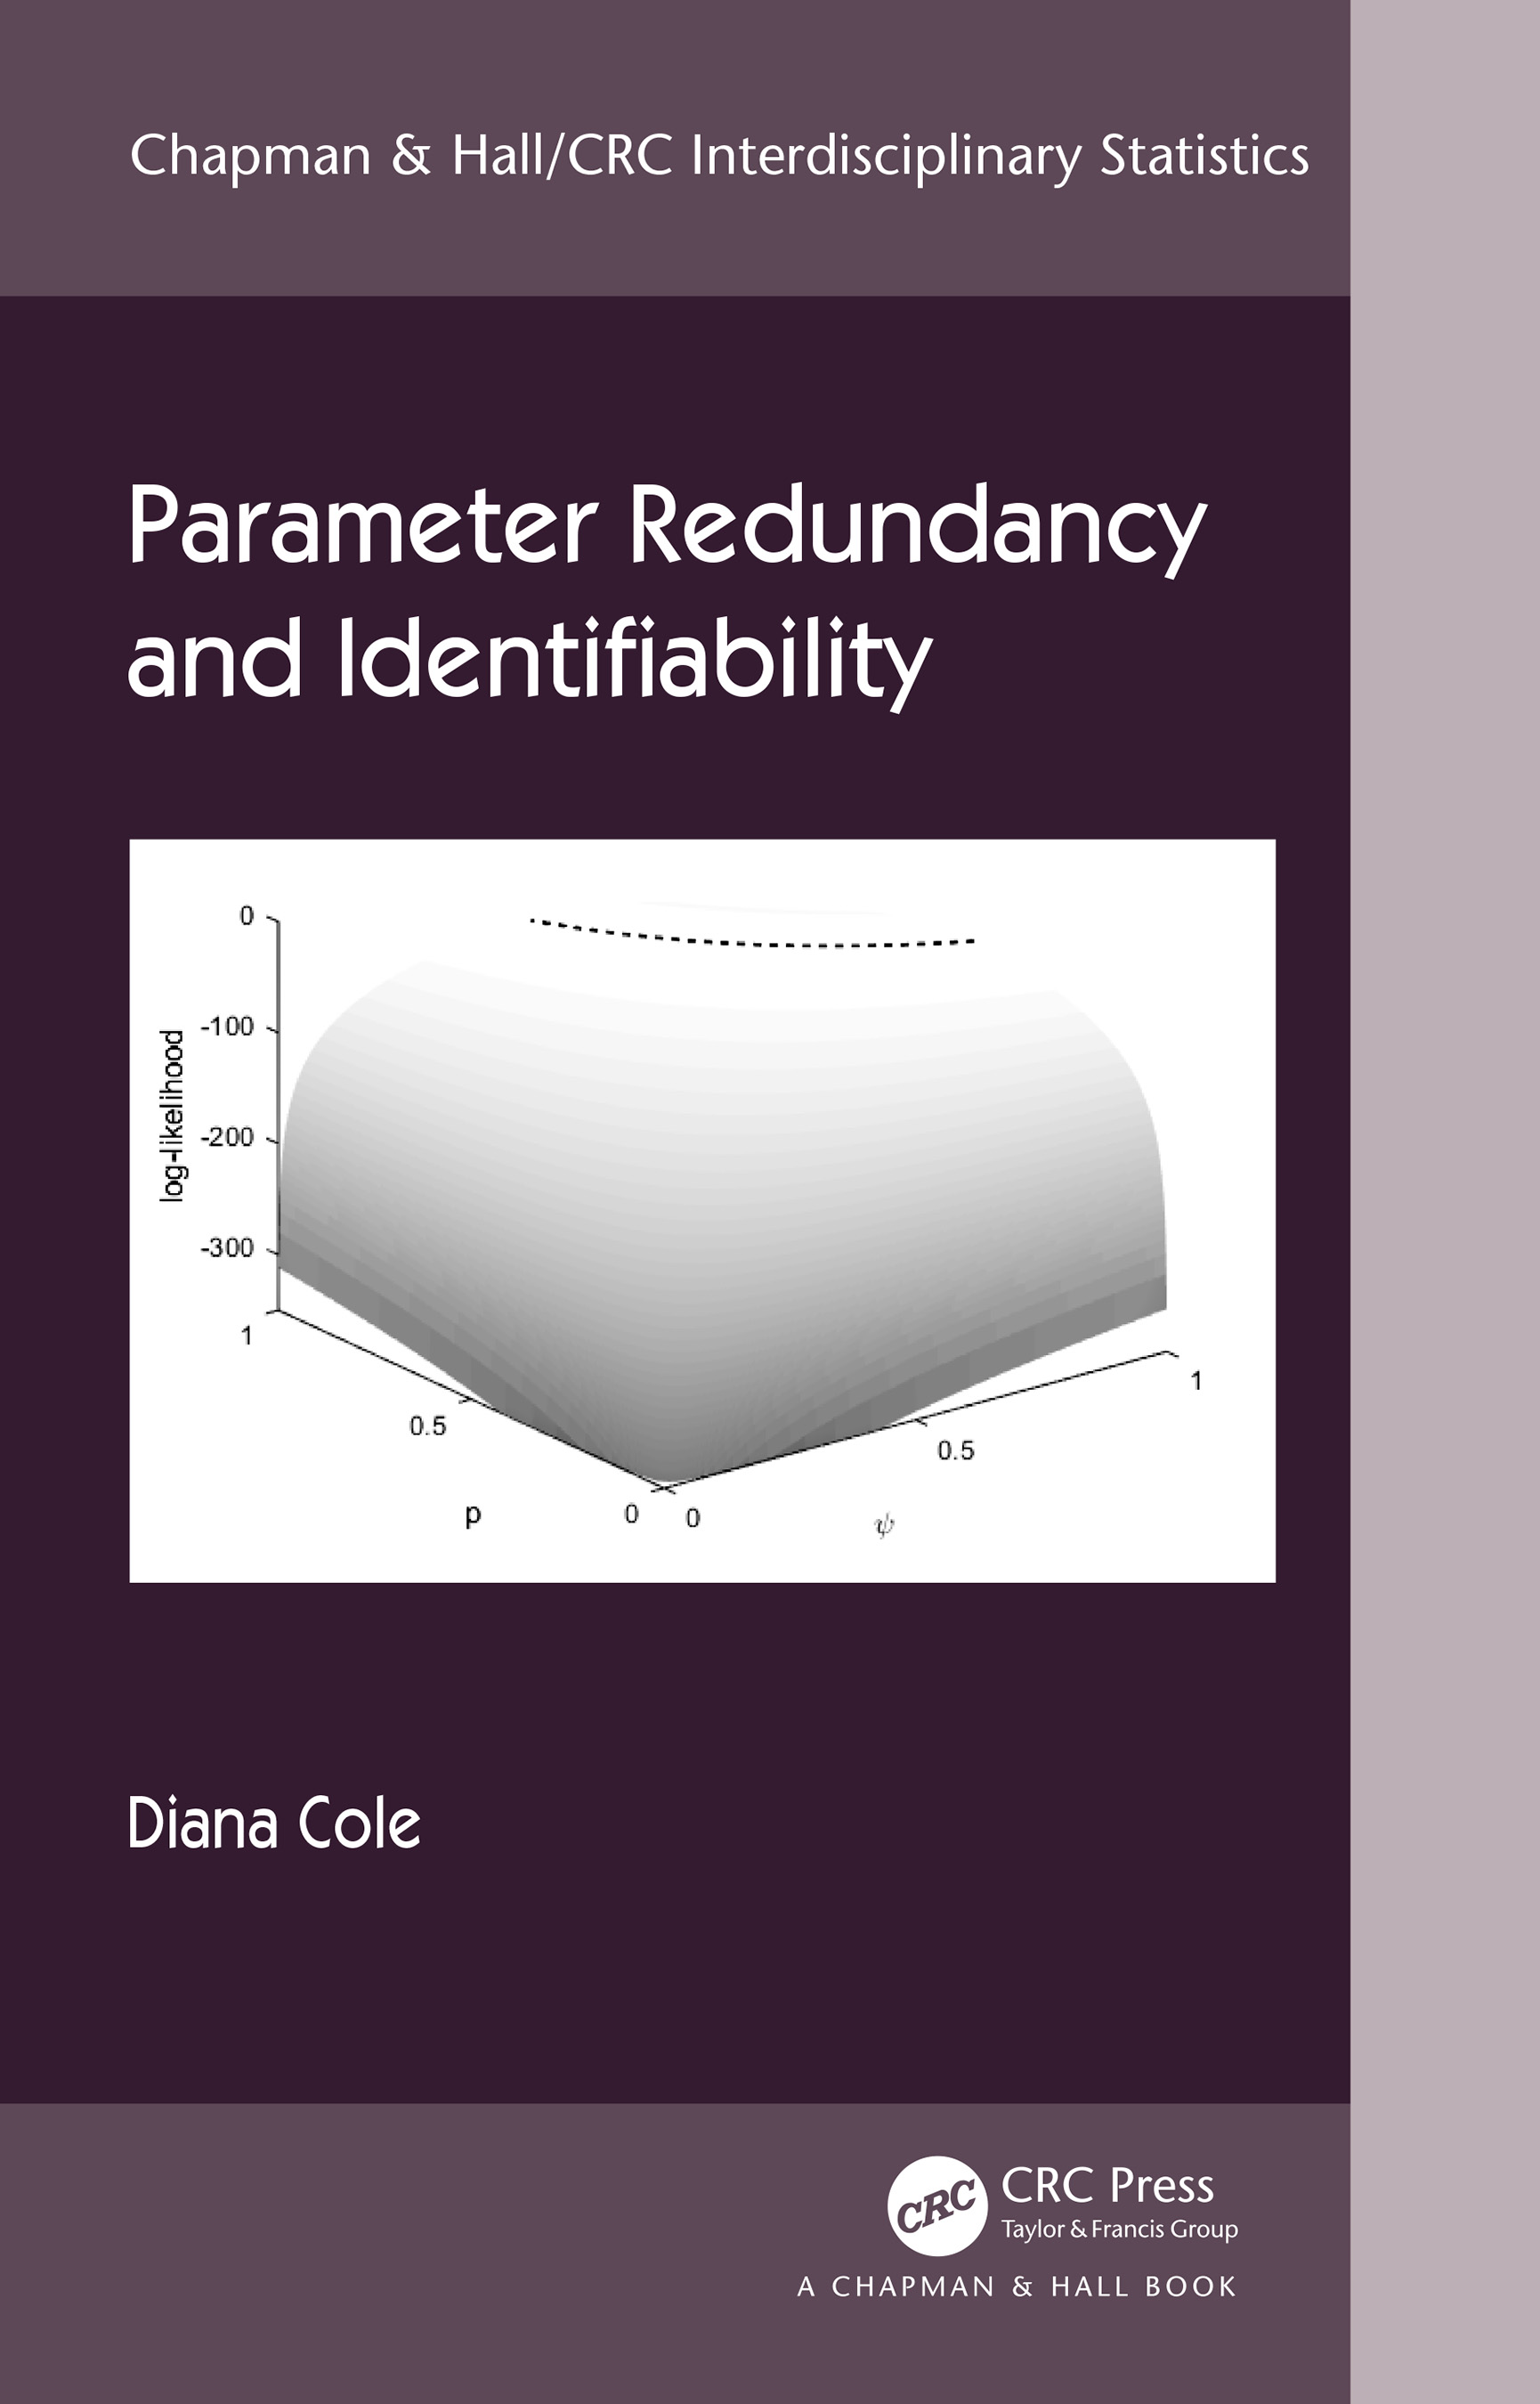 Chapman & Hall/CRC Interdisciplinary Statistics
Parameter Redundancy
and Identifiability
0
-100
-200
-300
log-likelihood
1
0.5
0
p
0
0.5
1
ψ
Diana Cole
CRC
CRC Press
Taylor & Francis Group
A CHAPMAN & HALL BOOK